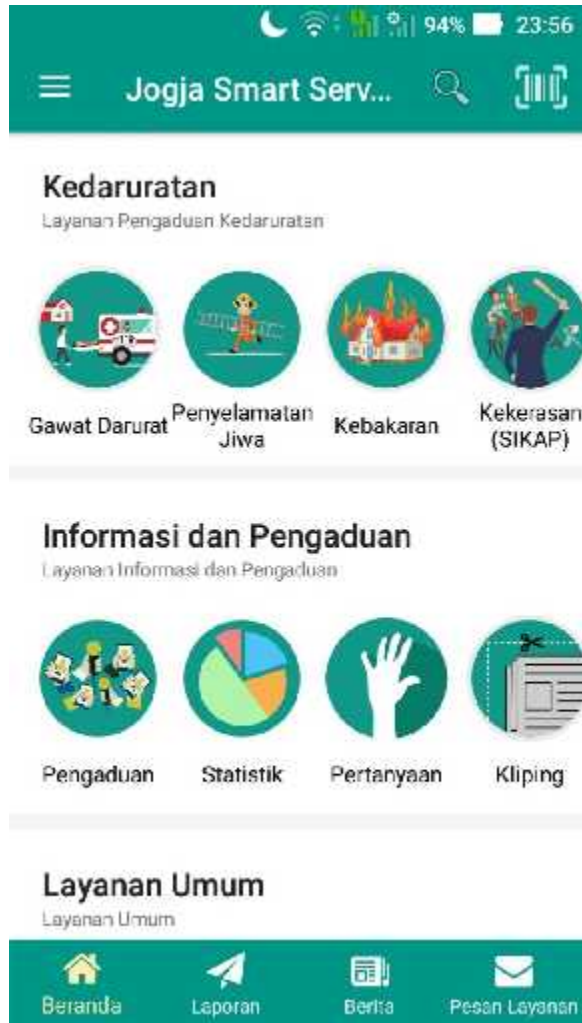 94% 23:56
Jogja Smart Serv...
Kedaruratan
Layanan Pengaduan Kedaruratan
Gawat Darurat
Penyelamatan
Jiwa
Kebakaran
Kekerasan
(SIKAP)
Informasi dan Pengaduan
Layanan Informasi dan Pengaduan
Pengaduan
Statistik
Pertanyaan
Kliping
Layanan Umum
Layanan Umum
Beranda
Laporan
Berita
Pesan Layanan